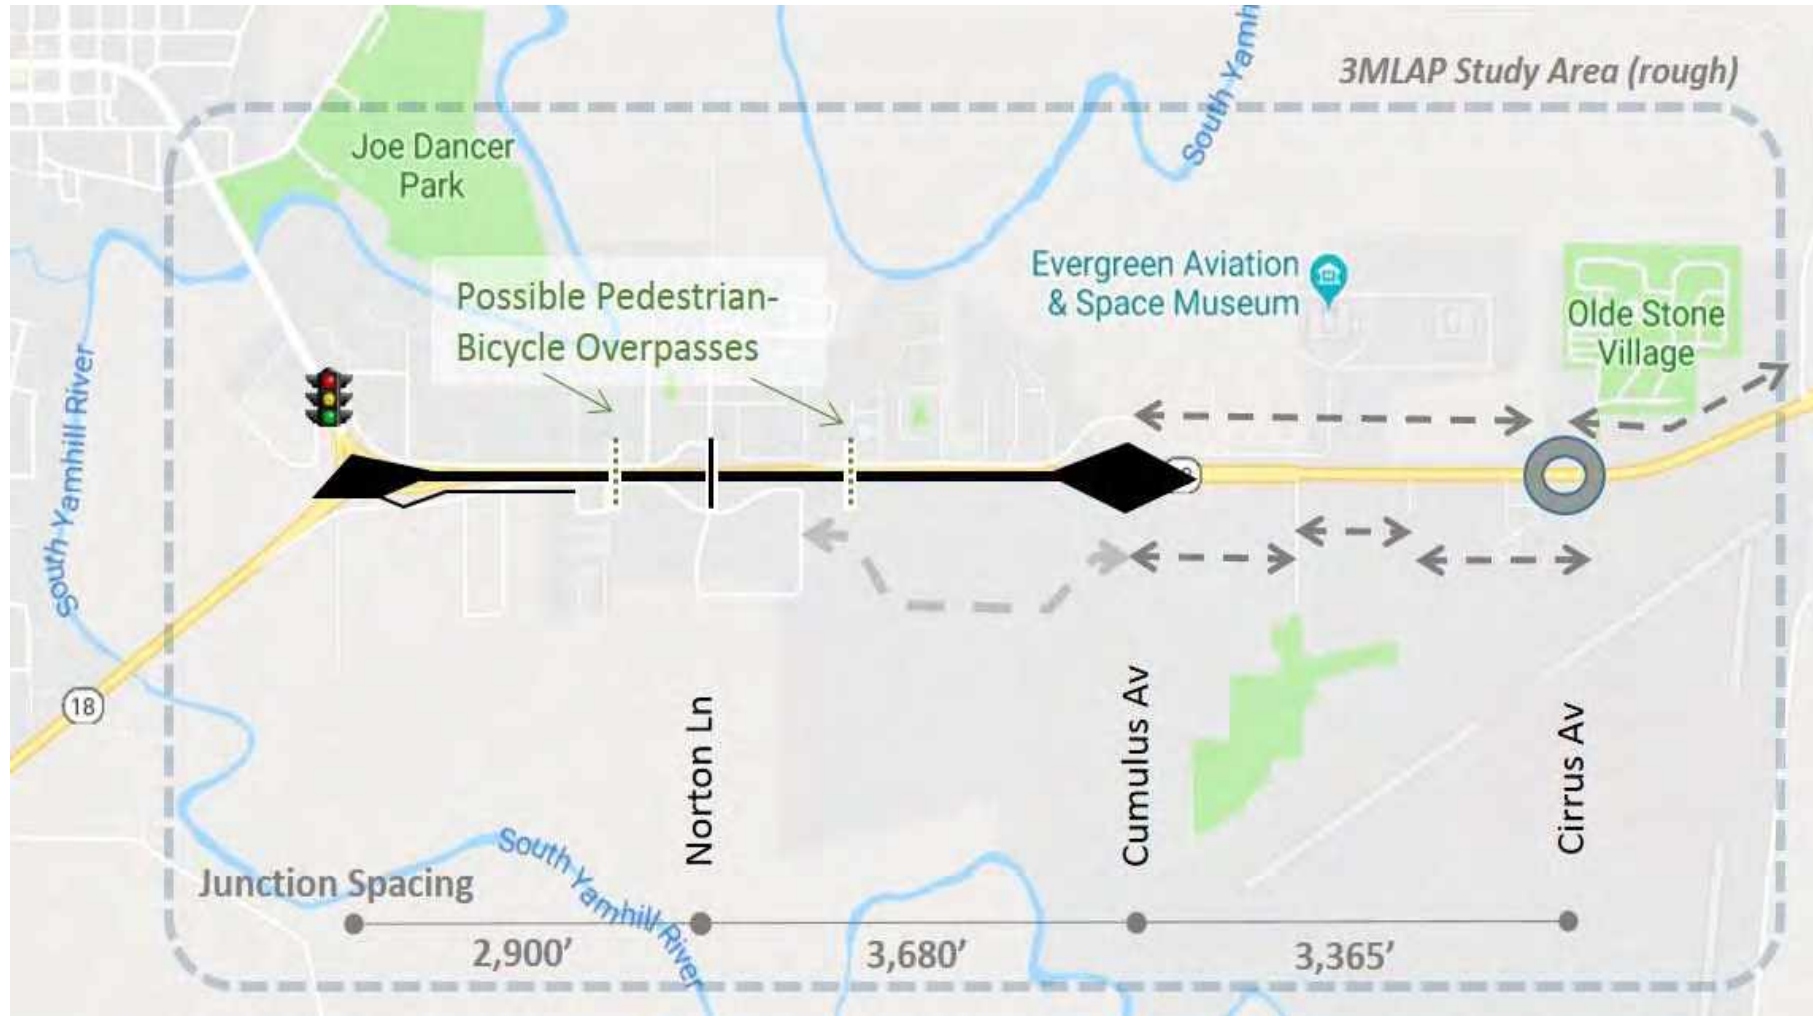 3MLAP Study Area (rough)
South Yamh
Joe Dancer
Park
Evergreen Aviation
& Space Museum
Possible Pedestrian-
Bicycle Overpasses
Olde Stone
Village
South Yamhill River
18
Norton Ln
Cumulus Av
Cirrus Av
South Yamhill River
Junction Spacing
2,900’
3,680’
3,365’